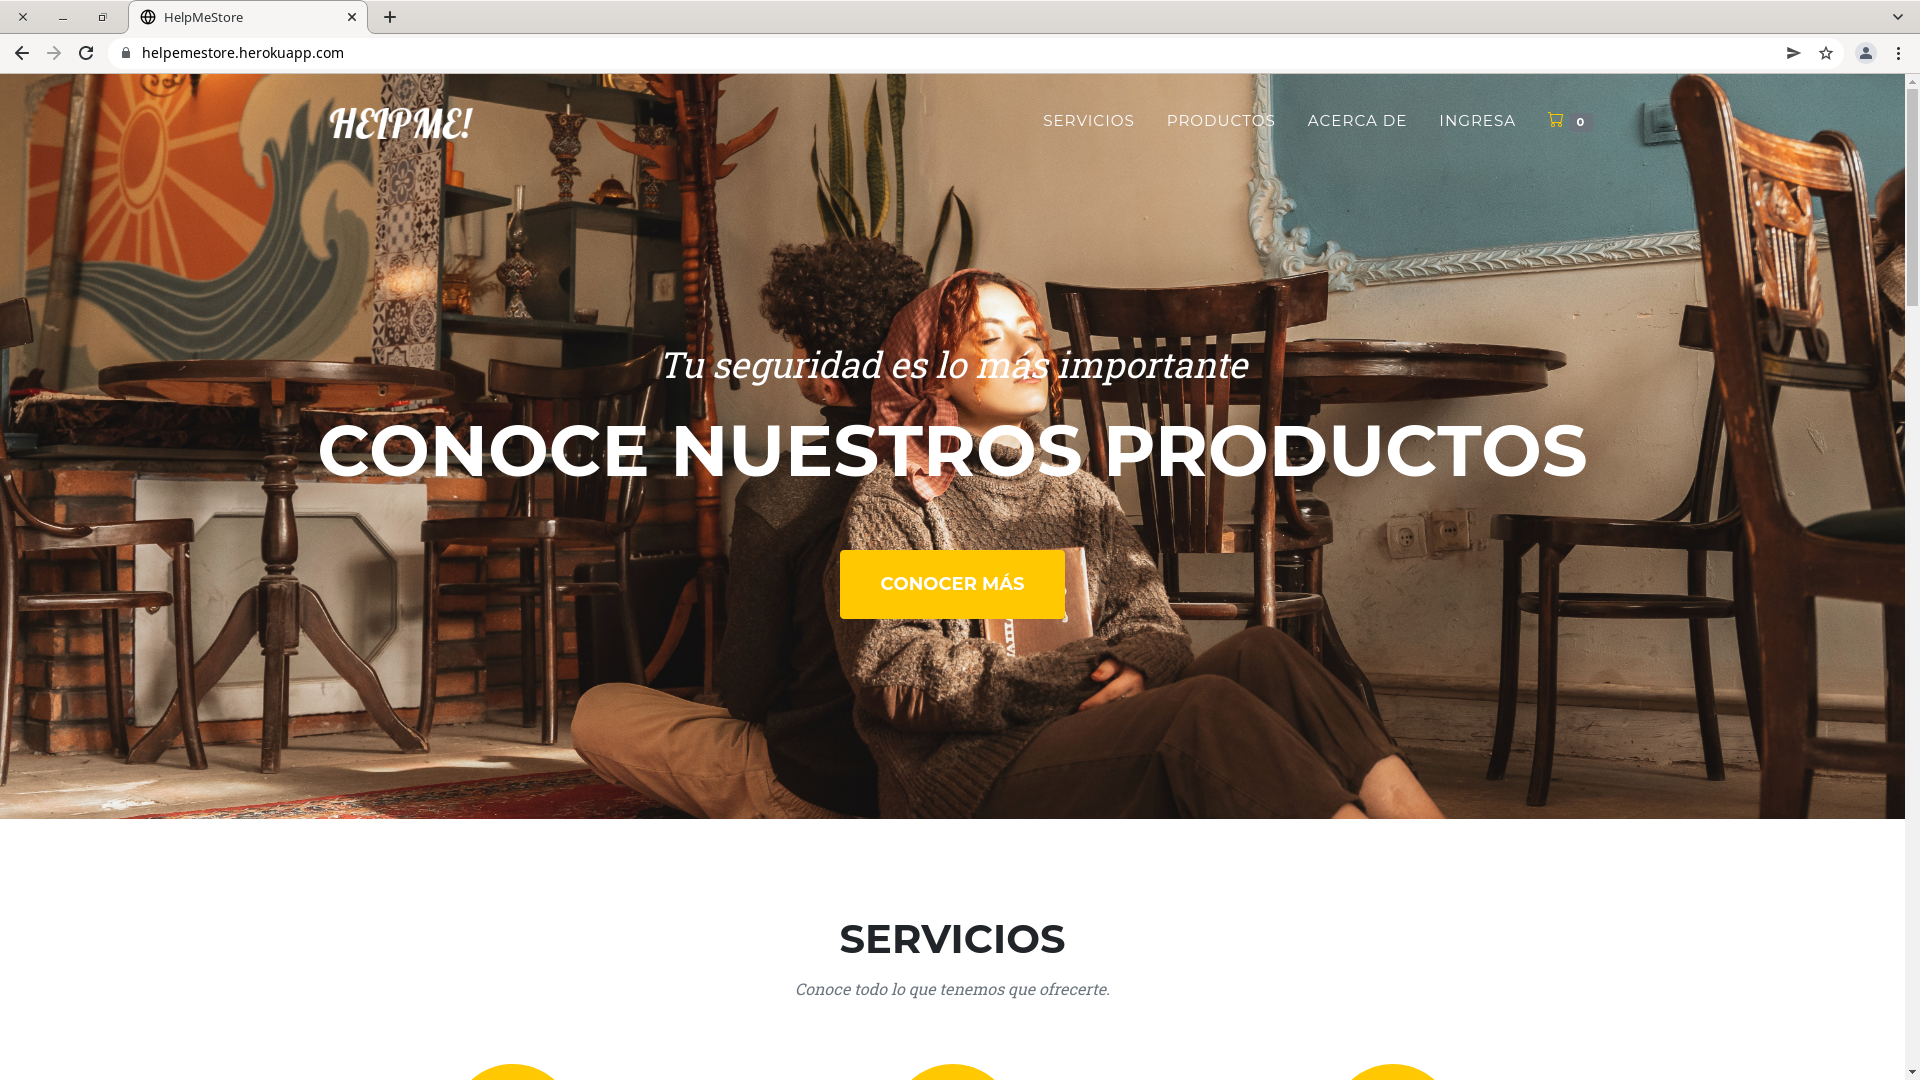 HelpMeStore
helpemestore.herokuapp.com
HELPME!
SERVICIOS
PRODUCTOS
ACERCA DE
INGRESA
0
Tu seguridad es lo más importante
CONOCE NUESTROS PRODUCTOS
CONOCER MÁS
SERVICIOS
Conoce todo lo que tenemos que ofrecerte.